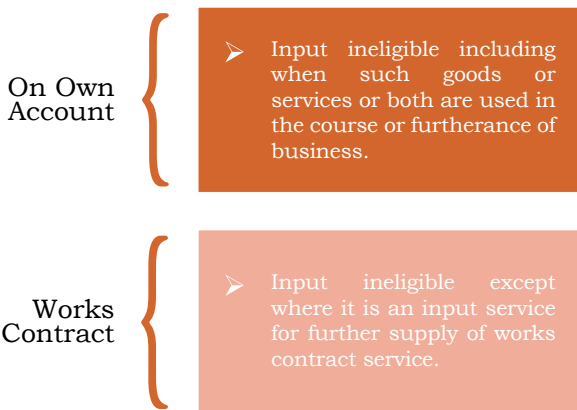 On Own
Account
➢ Input ineligible including
when such goods or
services or both are used in
the course or furtherance of
business.
Works
Contract
➢ Input ineligible except
where it is an input service
for further supply of works
contract service.